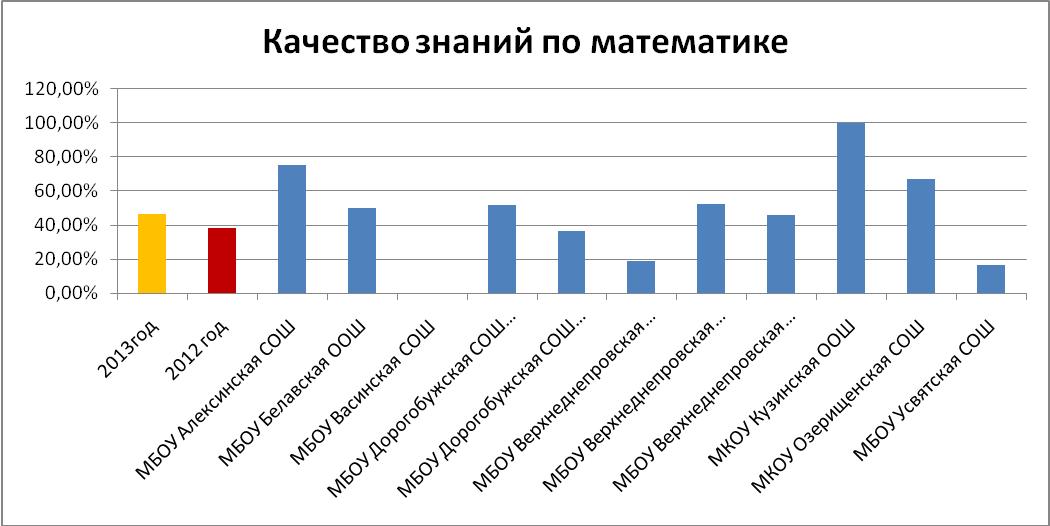 Качество знаний по математике
120,00%
100,00%
80,00%
60,00%
40,00%
20,00%
0,00%
2013год
2012 год
МБОУ Алексинская СОШ
МБОУ Белавская ООШ
МБОУ Васинская СОШ
МБОУ Дорогобужская СОШ...
МБОУ Дорогобужская СОШ...
МБОУ Верхнеднепровская...
МБОУ Верхнеднепровская...
МБОУ Верхнеднепровская...
МКОУ Кузинская ООШ
МКОУ Озерищенская СОШ
МБОУ Усвятская СОШ